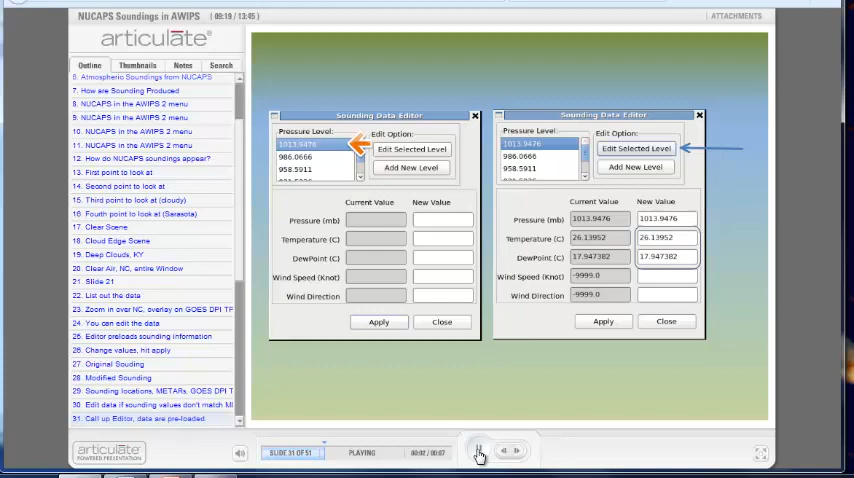 NUCAPS Soundings in AWIPS (09:19 / 13:45)
ATTACHMENTS
articulate®
Outline Thumbnails Notes Search
6. Atmospheric Soundings from NUCAPS
7. How are Sounding Produced
8. NUCAPS in the AWIPS 2 menu
9. NUCAPS in the AWIPS 2 menu
10. NUCAPS in the AWIPS 2 menu
11. NUCAPS in the AWIPS 2 menu
12. How do NUCAPS soundings appear?
13. First point to look at
14. Second point to look at
15. Third point to look at (cloudy)
16. Fourth point to look at (Sarasota)
17. Clear Scene
18. Cloud Edge Scene
19. Deep Clouds, KY
20. Clear Air, NC, entire Window
21. Slide 21
22. List out the data
23. Zoom in over NC, overlay on GOES DPI TF
24. You can edit the data
25. Editor preloads sounding information
26. Change values, hit apply
27. Original Souding
28. Modified Sounding
29. Sounding locations, METARs, GOES DPI T
30. Edit data if sounding values don't match MI
31. Call up Editor, data are pre-loaded
Sounding Data Editor
Pressure Level: Edit Option:
1013.9476
986.0666
958.5911
Edit Selected Level
Add New Level
Current Value New Value
Pressure (mb)
Temperature (C)
DewPoint (C)
Wind Speed (Knot)
Wind Direction
Apply Close
Sounding Data Editor
Pressure Level: Edit Option:
1013.9476
986.0666
958.5911
Edit Selected Level
Add New Level
Current Value New Value
Pressure (mb) 1013.9476 1013.9476
Temperature (C) 26.13952 26.13952
DewPoint (C) 17.947382 17.947382
Wind Speed (Knot) -9999.0
Wind Direction -9999.0
Apply Close
articulate®
POWERED PRESENTATION
SLIDE 31 OF 51 PLAYING 00:02 / 00:07